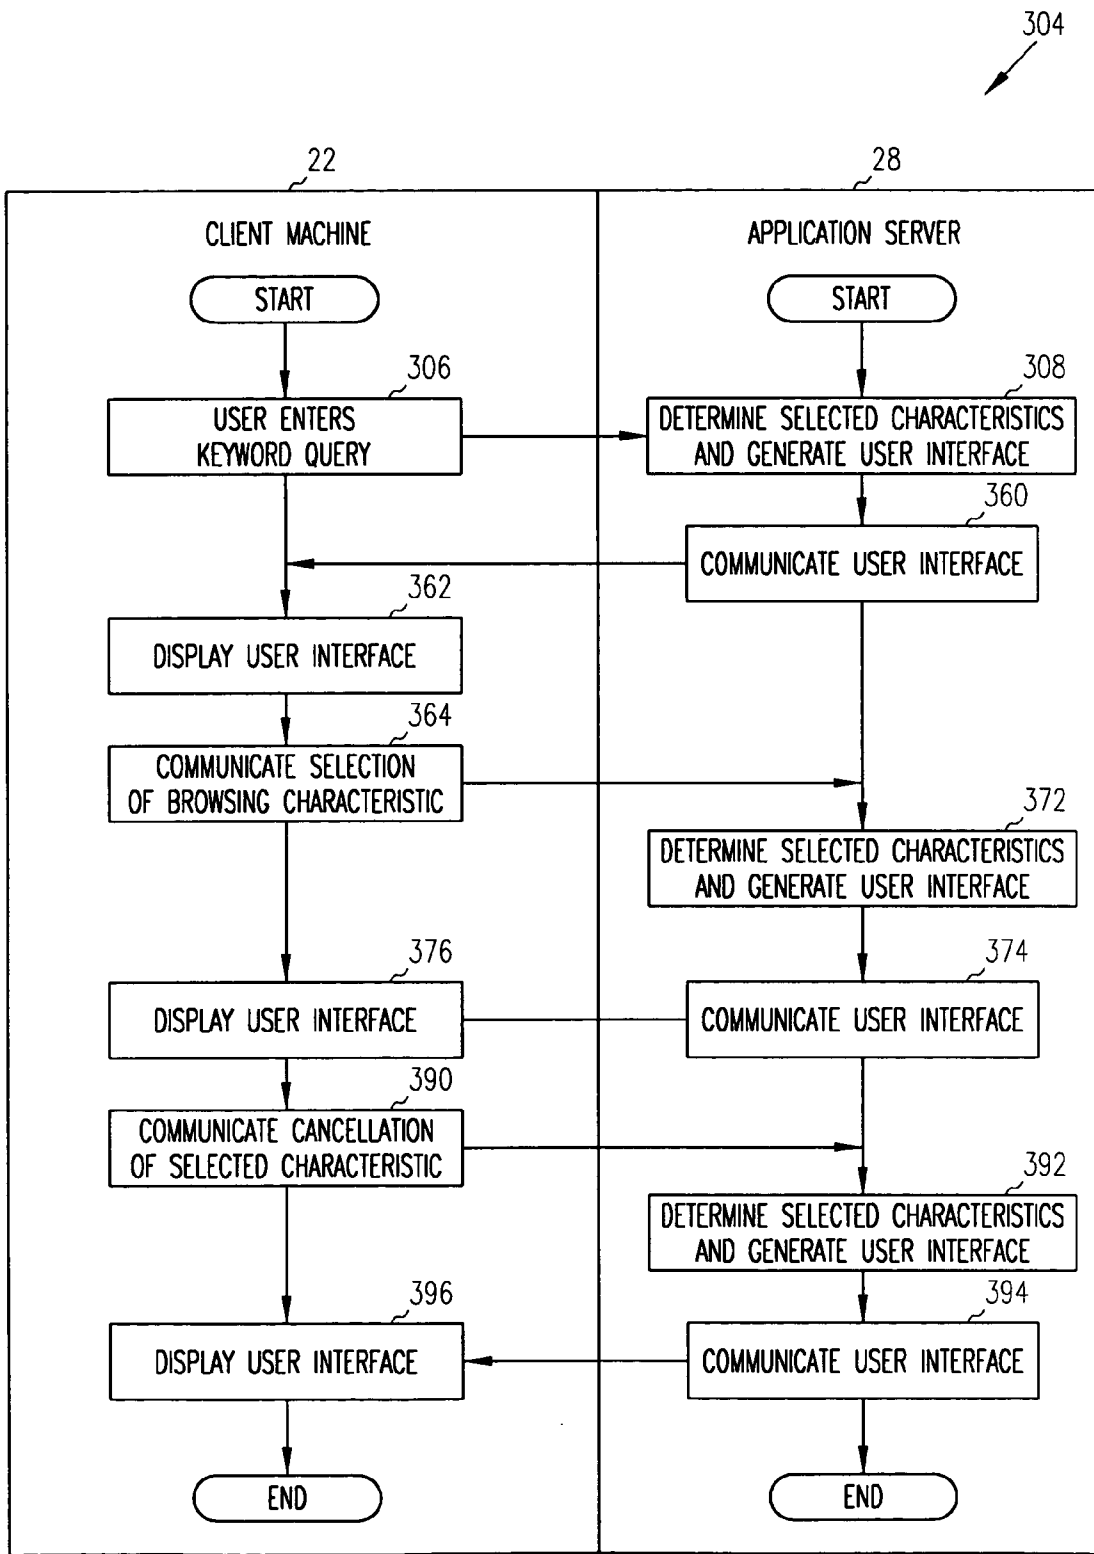 304
22
28
CLIENT MACHINE
APPLICATION SERVER
START
START
306
308
USER ENTERS
KEYWORD QUERY
DETERMINE SELECTED CHARACTERISTICS
AND GENERATE USER INTERFACE
360
COMMUNICATE USER INTERFACE
362
DISPLAY USER INTERFACE
364
COMMUNICATE SELECTION
OF BROWSING CHARACTERISTIC
372
DETERMINE SELECTED CHARACTERISTICS
AND GENERATE USER INTERFACE
376
374
DISPLAY USER INTERFACE
COMMUNICATE USER INTERFACE
390
COMMUNICATE CANCELLATION
OF SELECTED CHARACTERISTIC
392
DETERMINE SELECTED CHARACTERISTICS
AND GENERATE USER INTERFACE
396
394
DISPLAY USER INTERFACE
COMMUNICATE USER INTERFACE
END
END